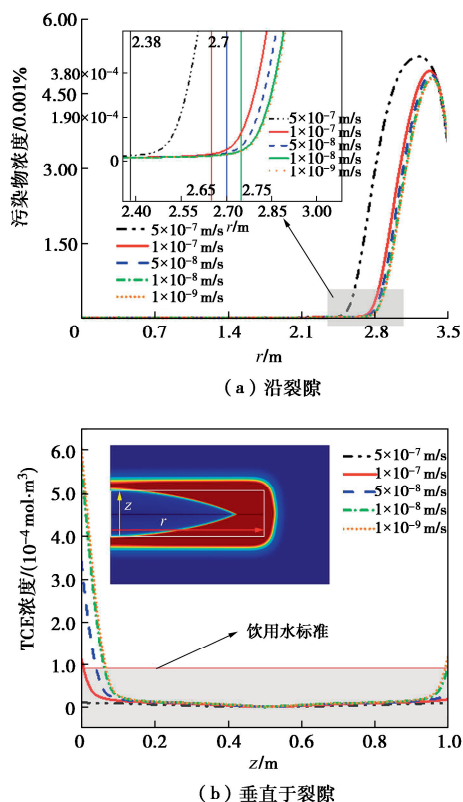 6.00
3.80
4.50
1.90
3.00
1.50
0
污染物浓度/0.001%
2.38
2.7
×10⁻⁴
×10⁻⁴
0
2.65
2.75
2.40
2.55
2.70
2.85
3.00
r/m
5×10⁻⁷ m/s
1×10⁻⁷ m/s
5×10⁻⁸ m/s
1×10⁻⁸ m/s
1×10⁻⁹ m/s
5×10⁻⁷ m/s
1×10⁻⁷ m/s
5×10⁻⁸ m/s
1×10⁻⁸ m/s
1×10⁻⁹ m/s
0
0.7
1.4
2.1
2.8
3.5
r/m
(a)沿裂隙
6.0
5.0
4.0
3.0
2.0
1.0
0
TCE浓度/(10⁻⁴ mol·m³)
z
r
5×10⁻⁷ m/s
1×10⁻⁷ m/s
5×10⁻⁸ m/s
1×10⁻⁸ m/s
1×10⁻⁹ m/s
饮用水标准
0
0.2
0.4
0.6
0.8
1.0
z/m
(b)垂直于裂隙